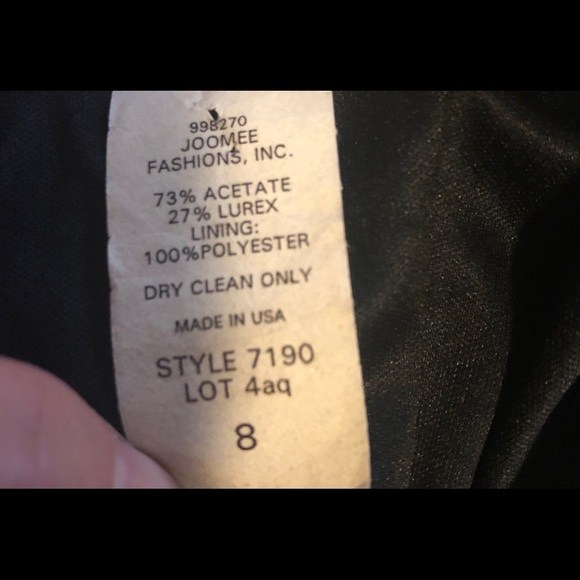 998270
JOOMEE
FASHIONS, INC.
73% ACETATE
27% LUREX
LINING:
100%POLYESTER
DRY CLEAN ONLY
MADE IN USA
STYLE 7190
LOT 4aq
8